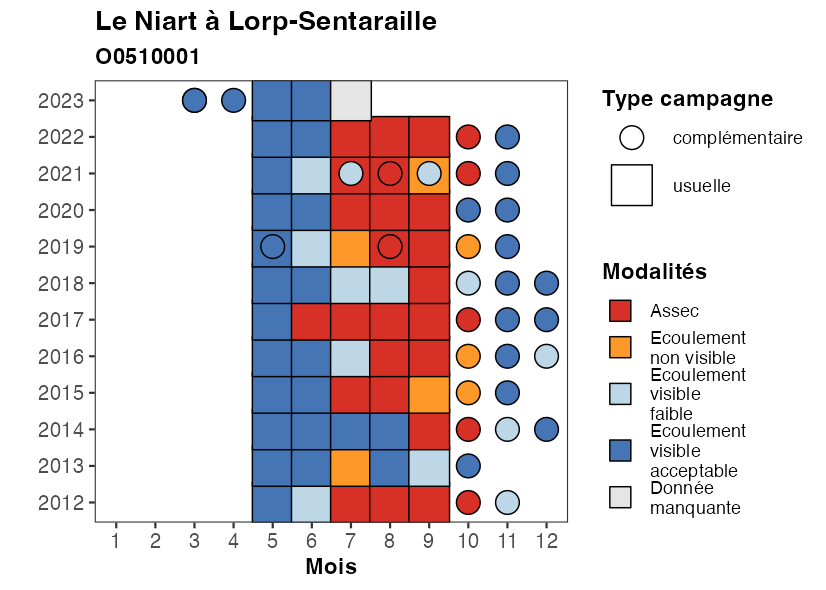 Le Niart à Lorp-Sentaraille
O0510001
2023
2022
2021
2020
2019
2018
2017
2016
2015
2014
2013
2012
1 2 3 4 5 6 7 8 9 10 11 12
Mois
Type campagne
complémentaire
usuelle
Modalités
Assec
Ecoulement
non visible
Ecoulement
visible
faible
Ecoulement
visible
acceptable
Donnée
manquante